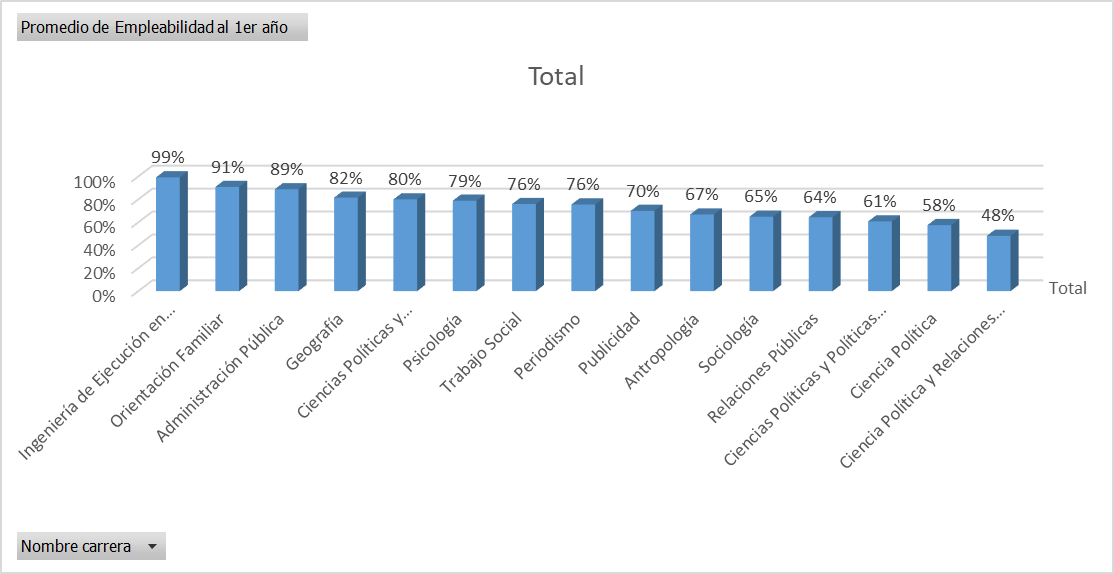 Promedio de Empleabilidad al 1er año
Total
99%
91%
89%
82%
80%
79%
76%
76%
70%
67%
65%
64%
61%
58%
48%
100%
80%
60%
40%
20%
0%
Total
Ingeniería de Ejecución en...
Orientación Familiar
Administración Pública
Geografía
Ciencias Políticas y...
Psicología
Trabajo Social
Periodismo
Publicidad
Antropología
Sociología
Relaciones Públicas
Ciencias Políticas y Políticas...
Ciencia Política
Ciencia Política y Relaciones...
Nombre carrera